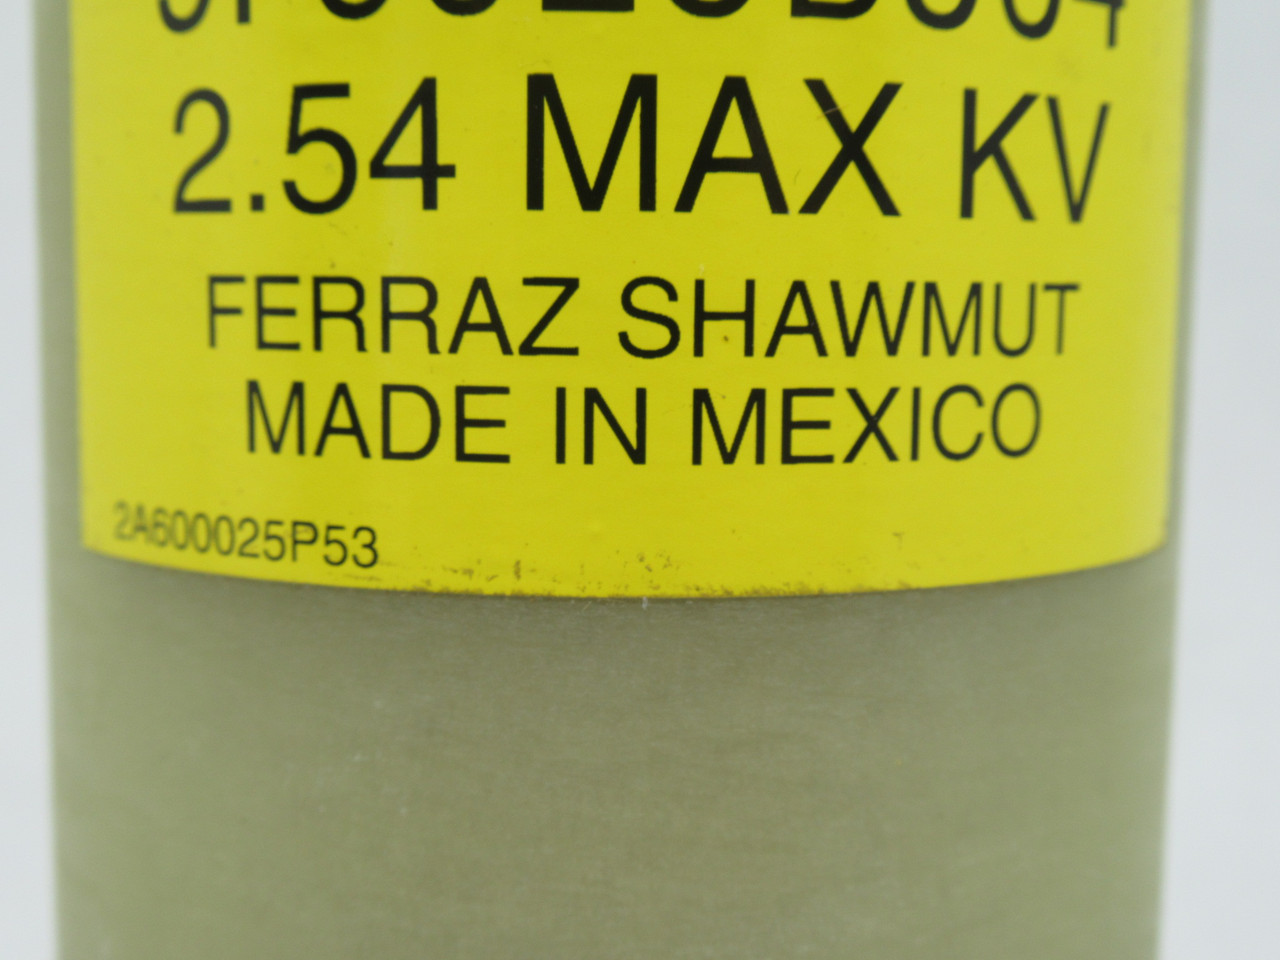 2.54 MAX KV
FERRAZ SHAWMUT
MADE IN MEXICO
2A600025P53